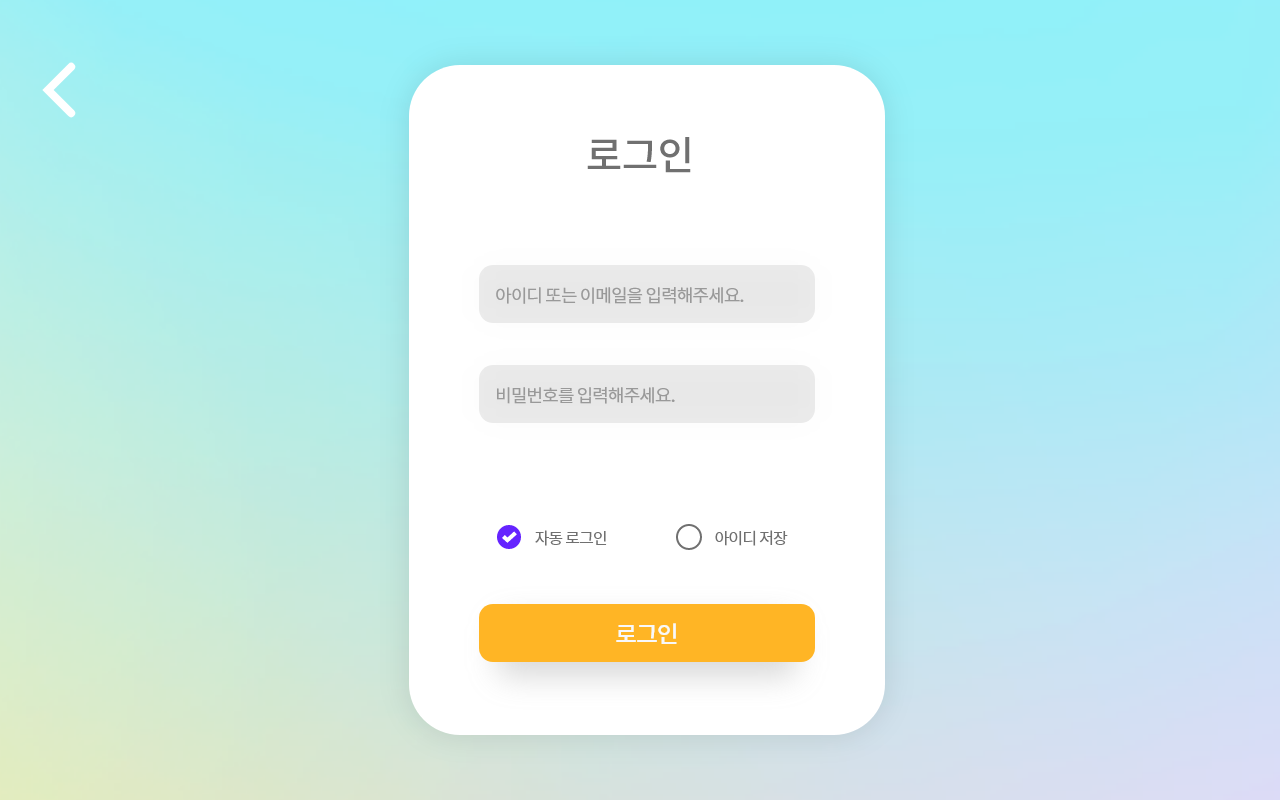 로그인
아이디 또는 이메일을 입력해주세요.
비밀번호를 입력해주세요.
자동 로그인
아이디 저장
로그인